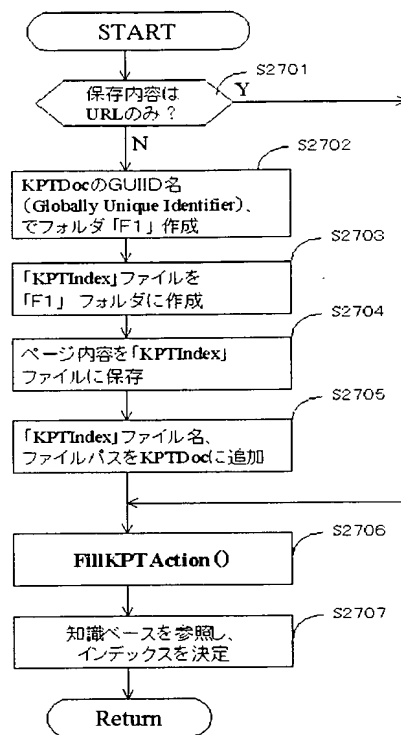 START
S2701
保存内容は
URLのみ？
Y
N
S2702
KPTDocのGUIID名
（Globally Unique Identifier）、
でフォルダ「F1」作成
S2703
「KPTIndex」ファイルを
「F1」フォルダに作成
S2704
ページ内容を「KPTIndex」
ファイルに保存
S2705
「KPTIndex」ファイル名、
ファイルパスをKPTDocに追加
S2706
FillKPTAction()
S2707
知識ベースを参照し、
インデックスを決定
Return